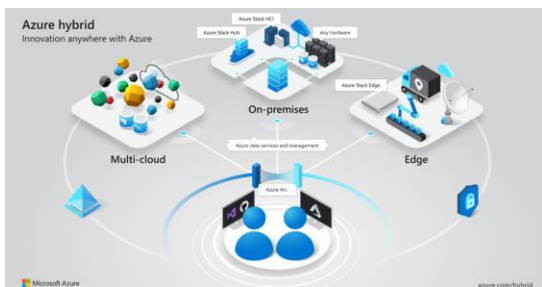 Azure hybrid
Innovation anywhere with Azure
Azure Stack HCI
Azure Stack Hub
Any hardware
Azure Stack Edge
On-premises
Multi-cloud
Azure data services and management
Edge
Azure Arc
Microsoft Azure
azure.com/hybrid